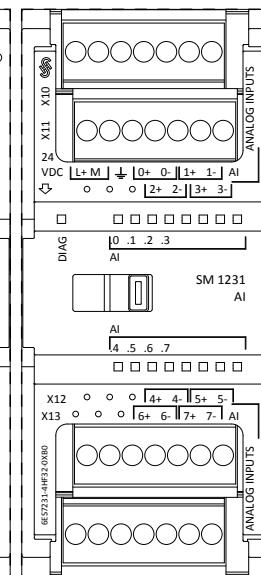 X10
ANALOG INPUTS
X11
24
VDC L+ M 0+ 0- 1+ 1- AI
2+ 2- 3+ 3-
DIAG
.0 .1 .2 .3
AI
SM 1231
AI
AI
.4 .5 .6 .7
X12 4+ 4- 5+ 5-
X13 6+ 6- 7+ 7- AI
6ES7231-4HF32-0XB0
ANALOG INPUTS